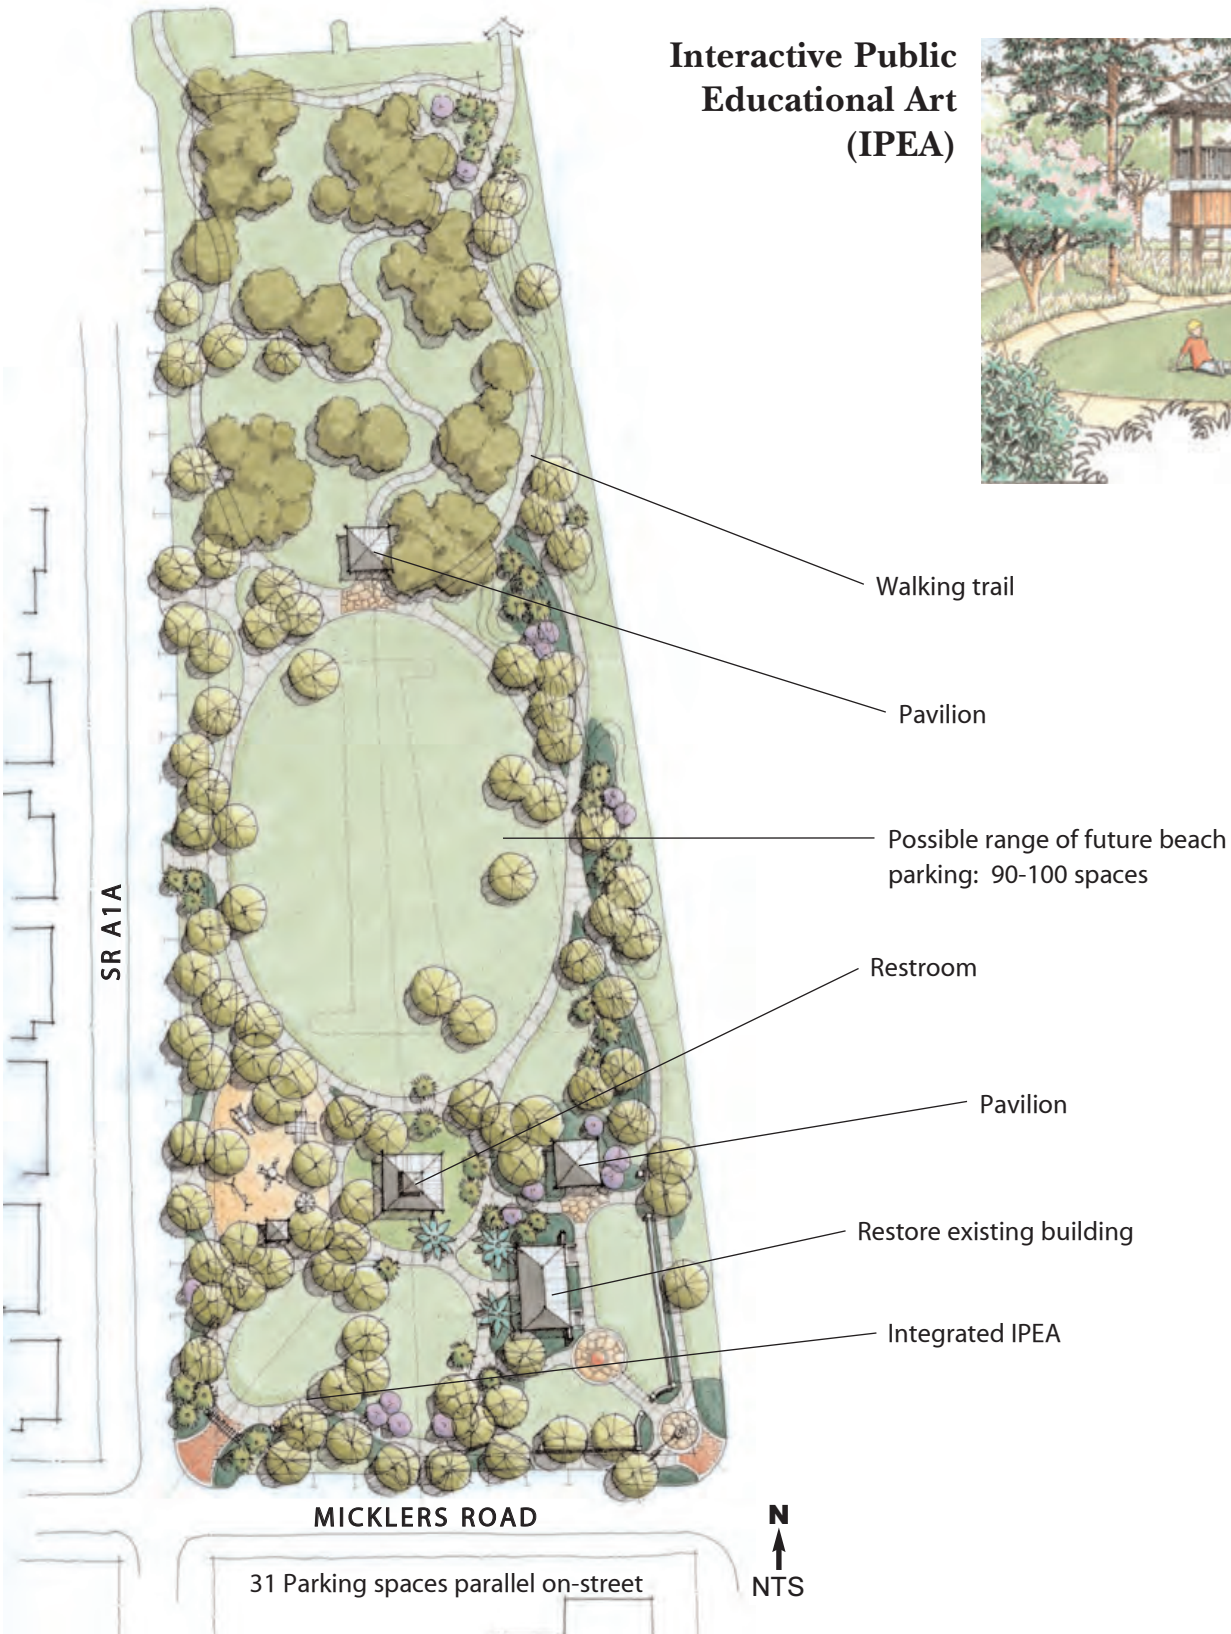 Interactive Public
Educational Art
(IPEA)
Walking trail
Pavilion
Possible range of future beach
parking: 90-100 spaces
Restroom
Pavilion
Restore existing building
Integrated IPEA
SR A1A
MICKLERS ROAD
31 Parking spaces parallel on-street
N
NTS